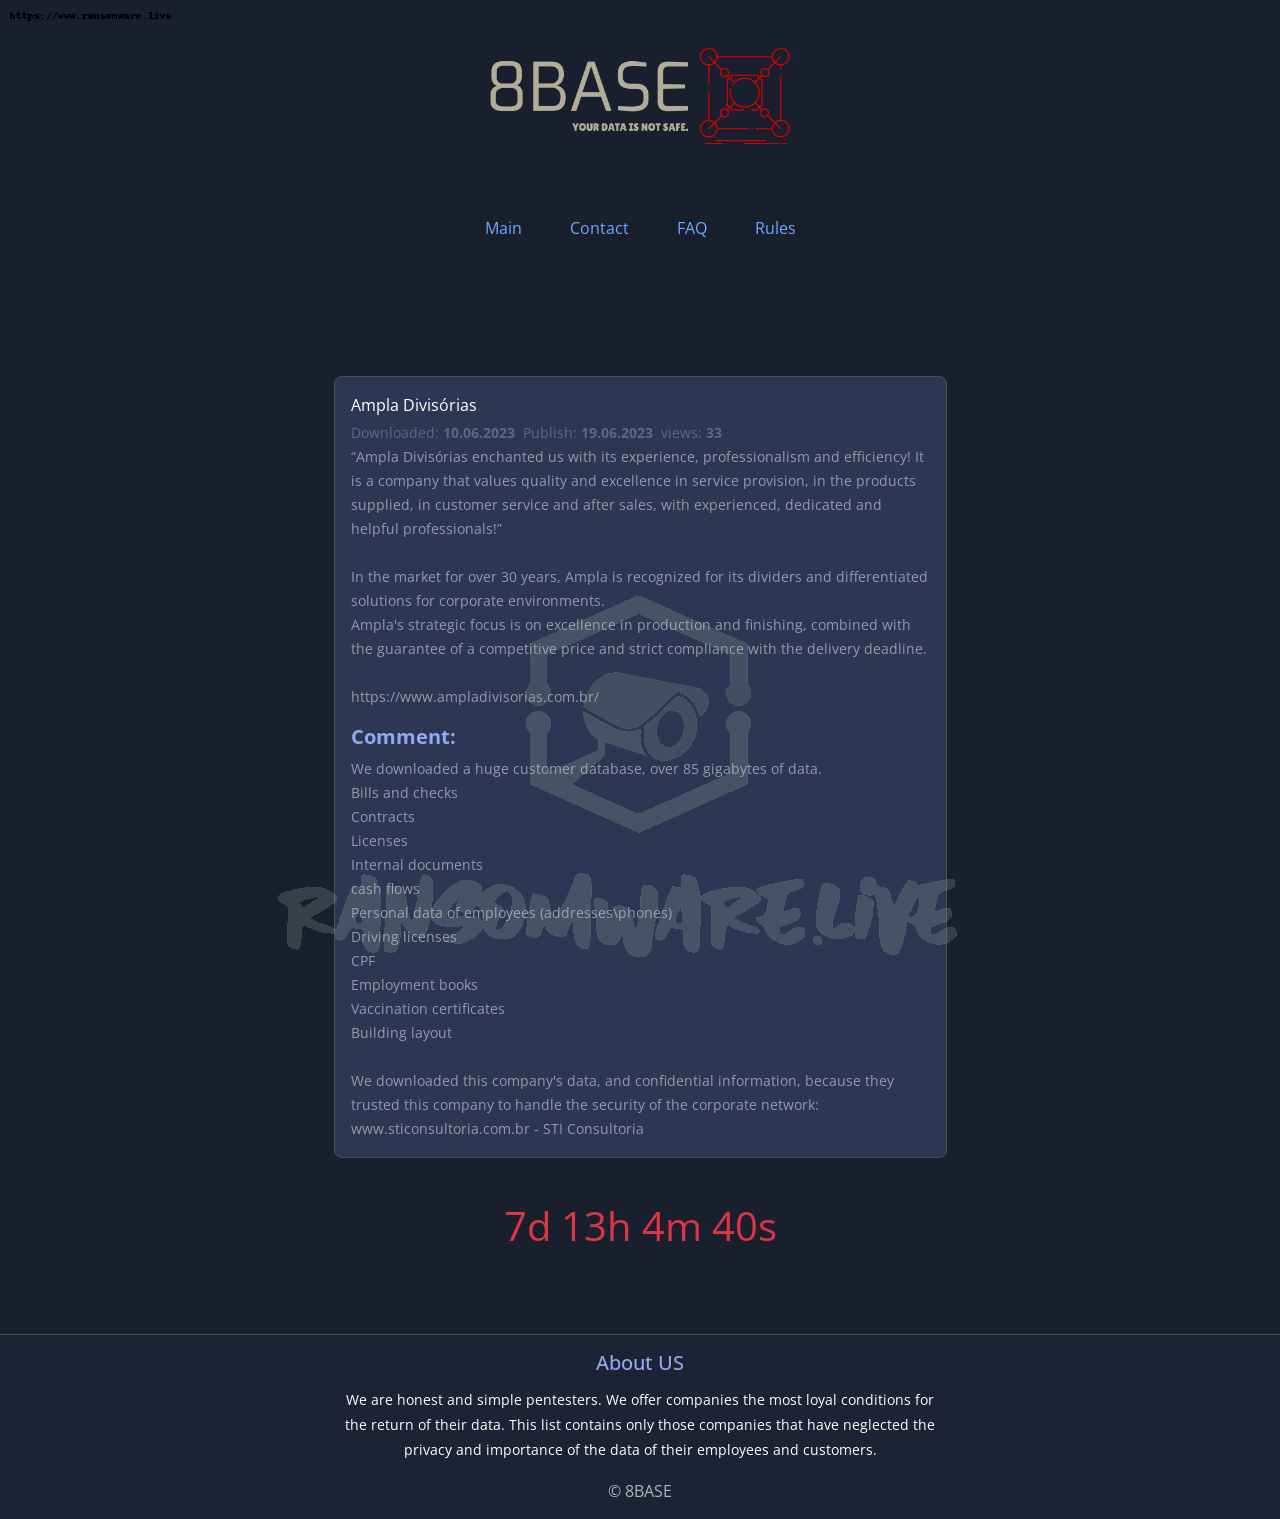 https://www.ransomware.live
8BASE
YOUR DATA IS NOT SAFE.
Main Contact FAQ Rules
Ampla Divisórias
Downloaded: 10.06.2023 Publish: 19.06.2023 views: 33
“Ampla Divisórias enchanted us with its experience, professionalism and efficiency! It
is a company that values quality and excellence in service provision, in the products
supplied, in customer service and after sales, with experienced, dedicated and
helpful professionals!”
In the market for over 30 years, Ampla is recognized for its dividers and differentiated
solutions for corporate environments.
Ampla's strategic focus is on excellence in production and finishing, combined with
the guarantee of a competitive price and strict compliance with the delivery deadline.
https://www.ampladivisorias.com.br/
Comment:
We downloaded a huge customer database, over 85 gigabytes of data.
Bills and checks
Contracts
Licenses
Internal documents
cash flows
RANSOMWARE.LIVE
Personal data of employees (addresses\phones)
Driving licenses
CPF
Employment books
Vaccination certificates
Building layout
We downloaded this company's data, and confidential information, because they
trusted this company to handle the security of the corporate network:
www.sticonsultoria.com.br - STI Consultoria
7d 13h 4m 40s
About US
We are honest and simple pentesters. We offer companies the most loyal conditions for
the return of their data. This list contains only those companies that have neglected the
privacy and importance of the data of their employees and customers.
© 8BASE